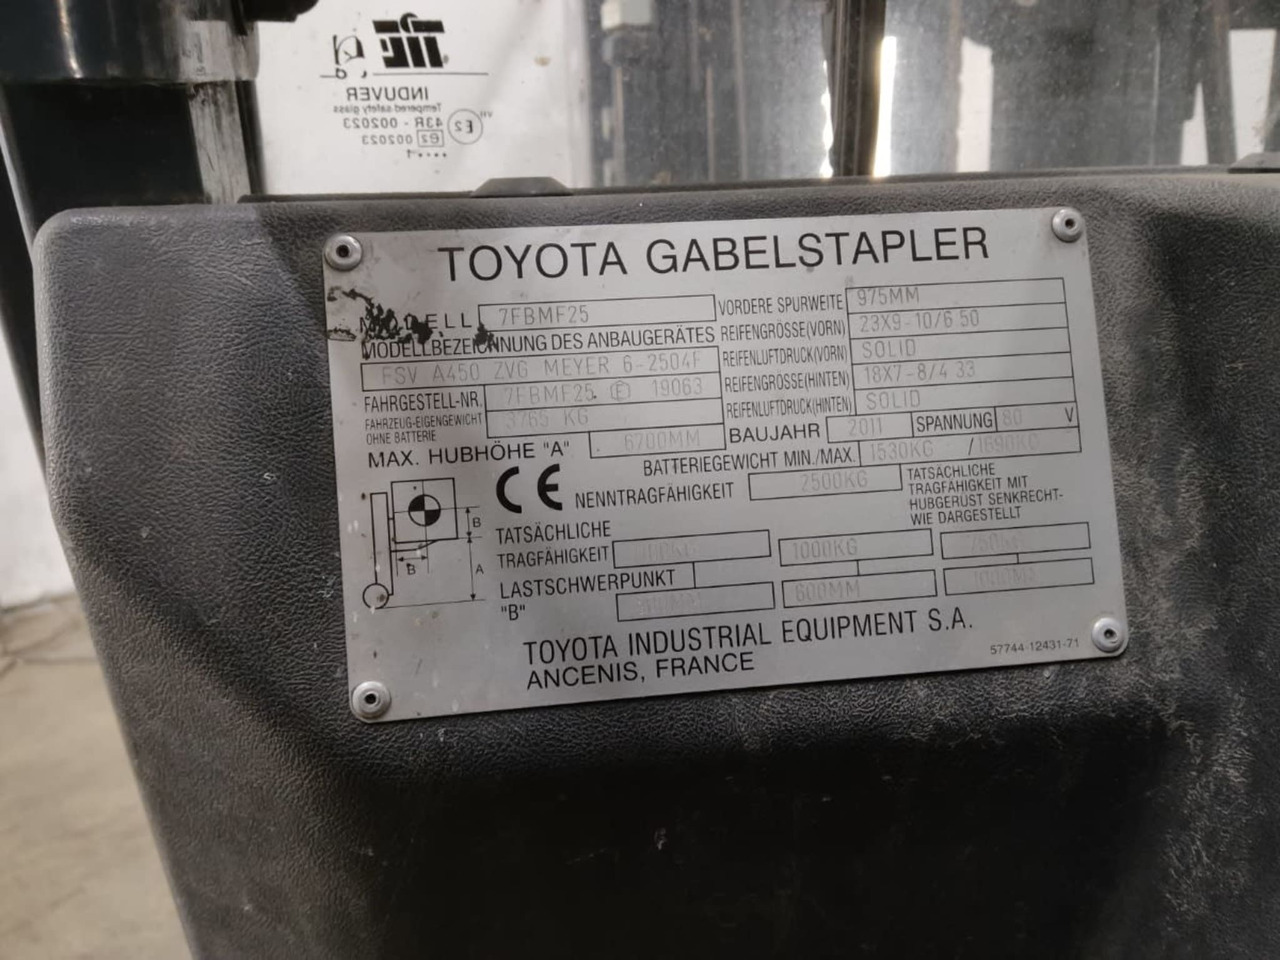 INDUVER
Tempered safety glass
43R - 002023
E2
e2 002023
TOYOTA GABELSTAPLER
MODELL 7FBMF25
MODELLBEZEICHNUNG DES ANBAUGERÄTES
FSV A450 ZVG MEYER 6-2504F
FAHRGESTELL-NR. 7FBMF25 E 19063
FAHRZEUG-EIGENGEWICHT OHNE BATTERIE 3765 KG
MAX. HUBHÖHE "A" 6700MM
VORDERE SPURWEITE 975MM
REIFENGRÖSSE(VORN) 23X9-10/6.50
REIFENLUFTDRUCK(VORN) SOLID
REIFENGRÖSSE(HINTEN) 18X7-8/4.33
REIFENLUFTDRUCK(HINTEN) SOLID
BAUJAHR 2011 SPANNUNG 80 V
BATTERIEGEWICHT MIN./MAX. 1530KG /1690KG
CE NENNTRAGFÄHIGKEIT 2500KG
TATSÄCHLICHE
TRAGFÄHIGKEIT MIT
HUBGERÜST SENKRECHT-
WIE DARGESTELLT
B
B
A
TATSÄCHLICHE
TRAGFÄHIGKEIT 1000KG 750KG
LASTSCHWERPUNKT
"B" 600MM
TOYOTA INDUSTRIAL EQUIPMENT S.A.
ANCENIS, FRANCE
57744-12431-71